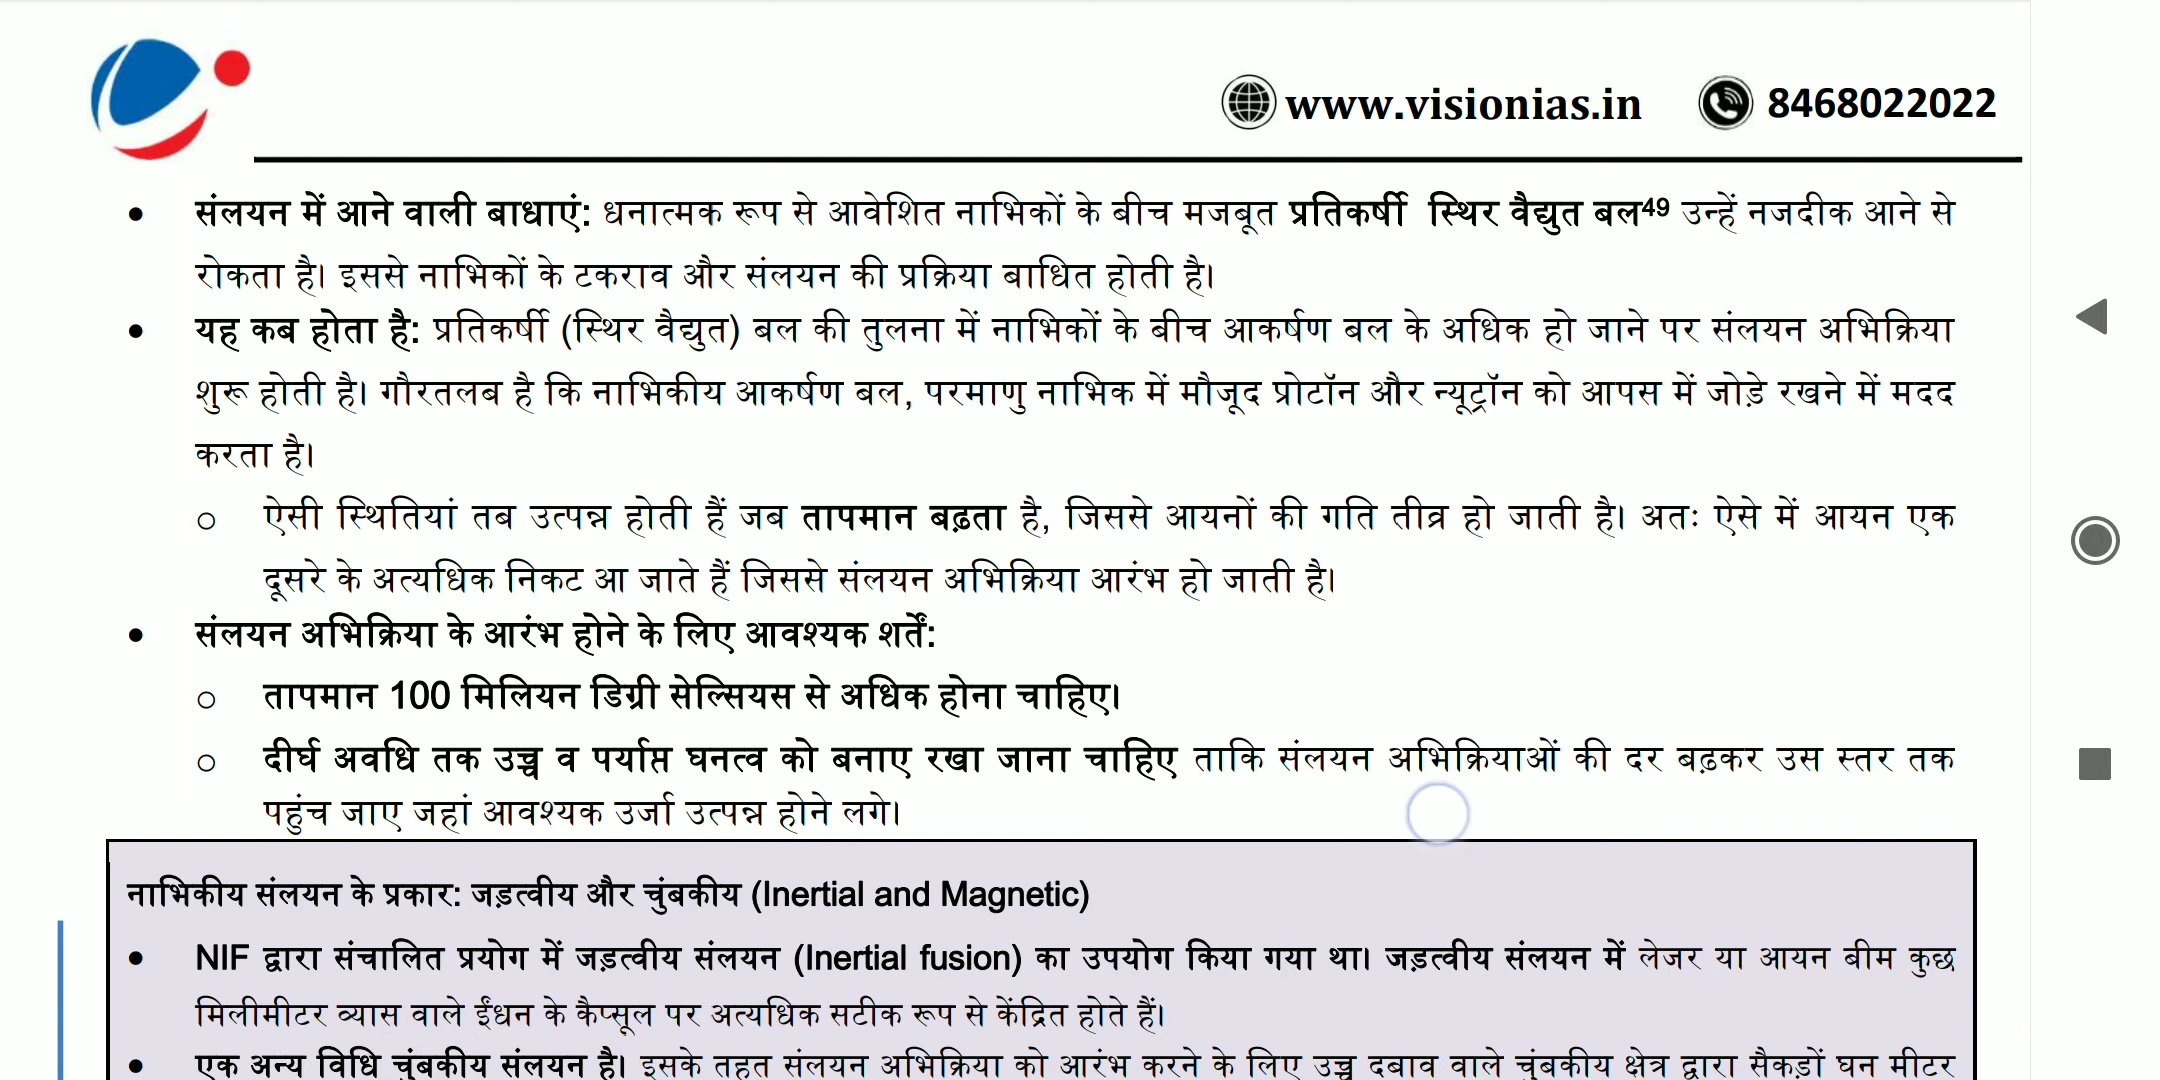 www.visionias.in 8468022022
• संलयन में आने वाली बाधाएं: धनात्मक रूप से आवेशित नाभिकों के बीच मजबूत प्रतिकर्षी स्थिर वैद्युत बल49 उन्हें नजदीक आने से
रोकता है। इससे नाभिकों के टकराव और संलयन की प्रक्रिया बाधित होती है।
• यह कब होता है: प्रतिकर्षी (स्थिर वैद्युत) बल की तुलना में नाभिकों के बीच आकर्षण बल के अधिक हो जाने पर संलयन अभिक्रिया
शुरू होती है। गौरतलब है कि नाभिकीय आकर्षण बल, परमाणु नाभिक में मौजूद प्रोटॉन और न्यूट्रॉन को आपस में जोड़े रखने में मदद
करता है।
o ऐसी स्थितियां तब उत्पन्न होती हैं जब तापमान बढ़ता है, जिससे आयनों की गति तीव्र हो जाती है। अतः ऐसे में आयन एक
दूसरे के अत्यधिक निकट आ जाते हैं जिससे संलयन अभिक्रिया आरंभ हो जाती है।
• संलयन अभिक्रिया के आरंभ होने के लिए आवश्यक शर्तें:
o तापमान 100 मिलियन डिग्री सेल्सियस से अधिक होना चाहिए।
o दीर्घ अवधि तक उच्च व पर्याप्त घनत्व को बनाए रखा जाना चाहिए ताकि संलयन अभिक्रियाओं की दर बढ़कर उस स्तर तक
पहुंच जाए जहां आवश्यक उर्जा उत्पन्न होने लगे।
नाभिकीय संलयन के प्रकार: जड़त्वीय और चुंबकीय (Inertial and Magnetic)
• NIF द्वारा संचालित प्रयोग में जड़त्वीय संलयन (Inertial fusion) का उपयोग किया गया था। जड़त्वीय संलयन में लेजर या आयन बीम कुछ
मिलीमीटर व्यास वाले ईंधन के कैप्सूल पर अत्यधिक सटीक रूप से केंद्रित होते हैं।
• एक अन्य विधि चुंबकीय संलयन है। इसके तहत संलयन अभिक्रिया को आरंभ करने के लिए उच्च दबाव वाले चुंबकीय क्षेत्र द्वारा सैकड़ों घन मीटर